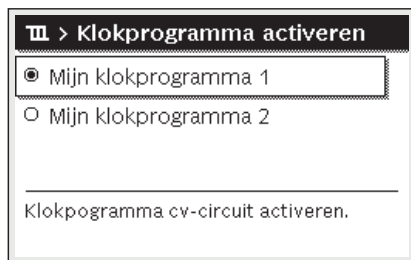 > Klokprogramma activeren
Mijn klokprogramma 1
Mijn klokprogramma 2
Klokpogramma cv-circuit activeren.